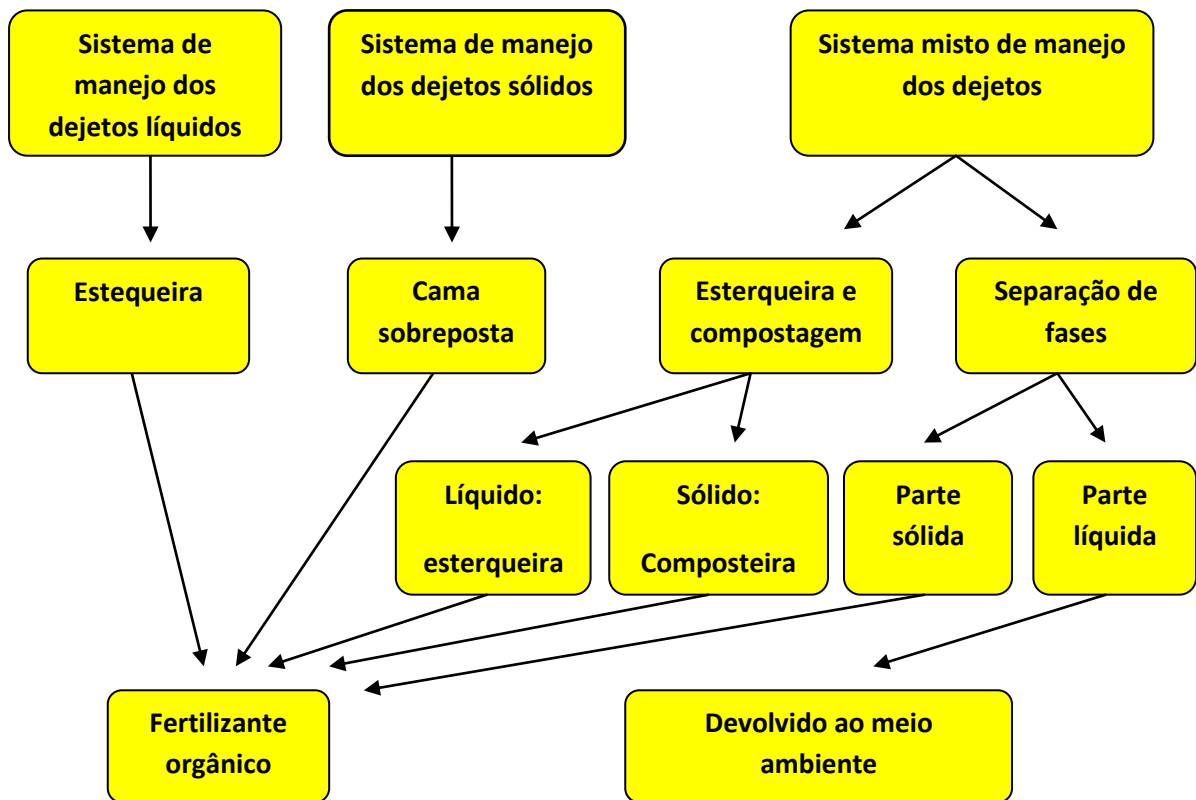 Sistema de
manejo dos
dejetos líquidos
Sistema de manejo
dos dejetos sólidos
Sistema misto de manejo
dos dejetos
Estequeira
Cama
sobreposta
Esterqueira e
compostagem
Separação de
fases
Líquido:
esterqueira
Sólido:
Composteira
Parte
sólida
Parte
líquida
Fertilizante
orgânico
Devolvido ao meio
ambiente